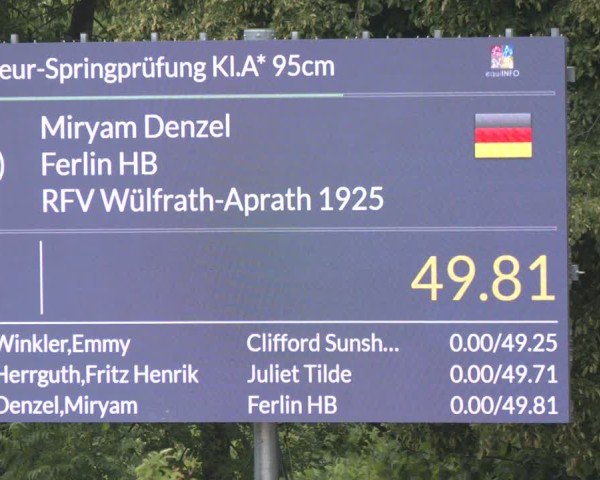 eur-Springprüfung Kl.A* 95cm
equiINFO
Miryam Denzel
)
Ferlin HB
RFV Wülfrath-Aprath 1925
49.81
Winkler,Emmy Clifford Sunsh... 0.00/49.25
Herrguth,Fritz Henrik Juliet Tilde 0.00/49.71
Denzel,Miryam Ferlin HB 0.00/49.81